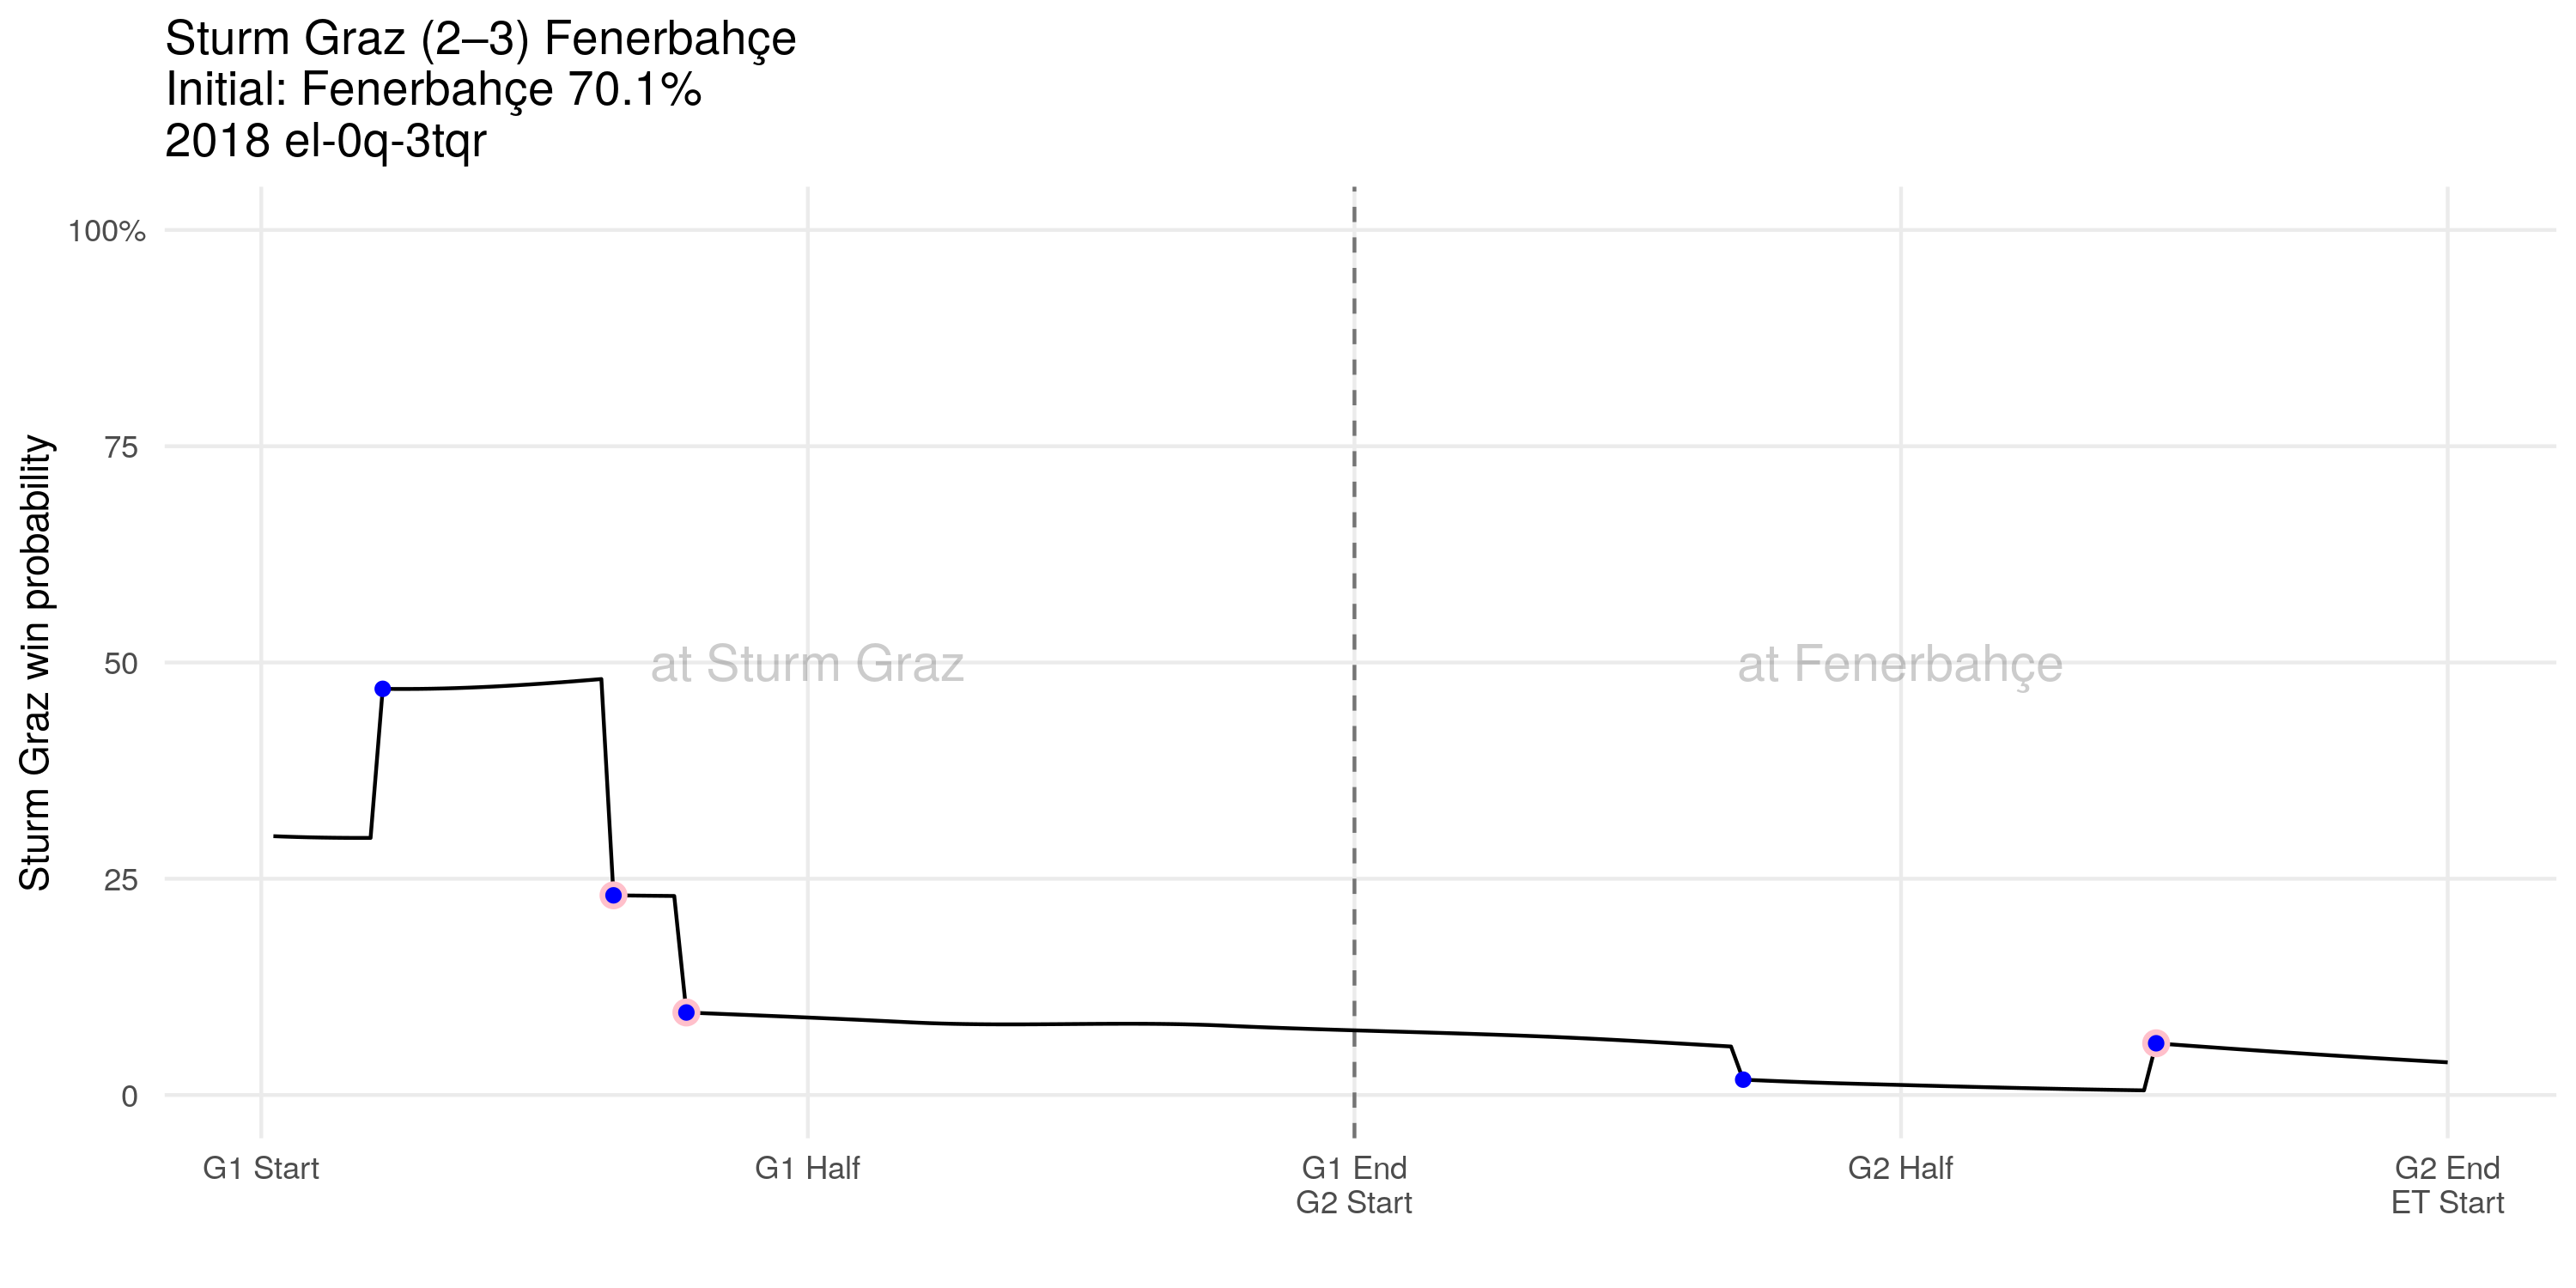 Sturm Graz (2–3) Fenerbahçe
Initial: Fenerbahçe 70.1%
2018 el-0q-3tqr
Sturm Graz win probability
100%
75
50
25
0
at Sturm Graz
at Fenerbahçe
G1 Start
G1 Half
G1 End
G2 Start
G2 Half
G2 End
ET Start